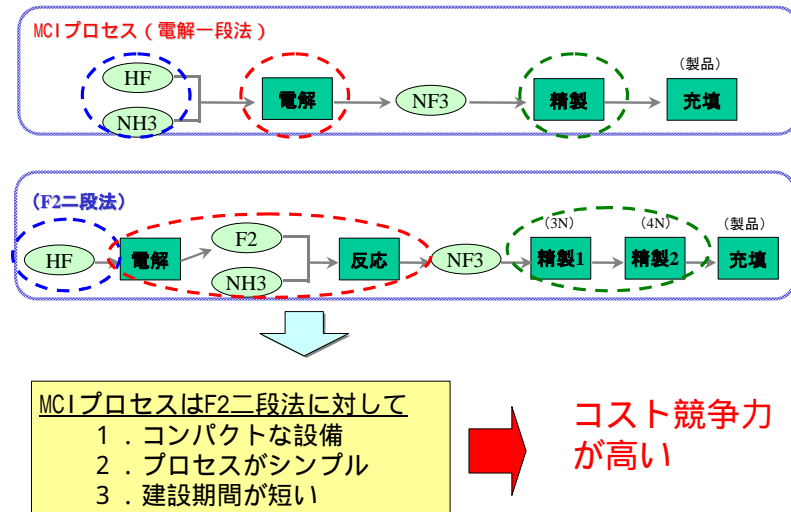 MCIプロセス(電解一段法)
HF
NH3
電解
NF3
精製
(製品)
充填
(F2二段法)
HF
電解
F2
NH3
反応
NF3
(3N)
精製1
(4N)
精製2
(製品)
充填
MCIプロセスはF2二段法に対して
1.コンパクトな設備
2.プロセスがシンプル
3.建設期間が短い
コスト競争力
が高い